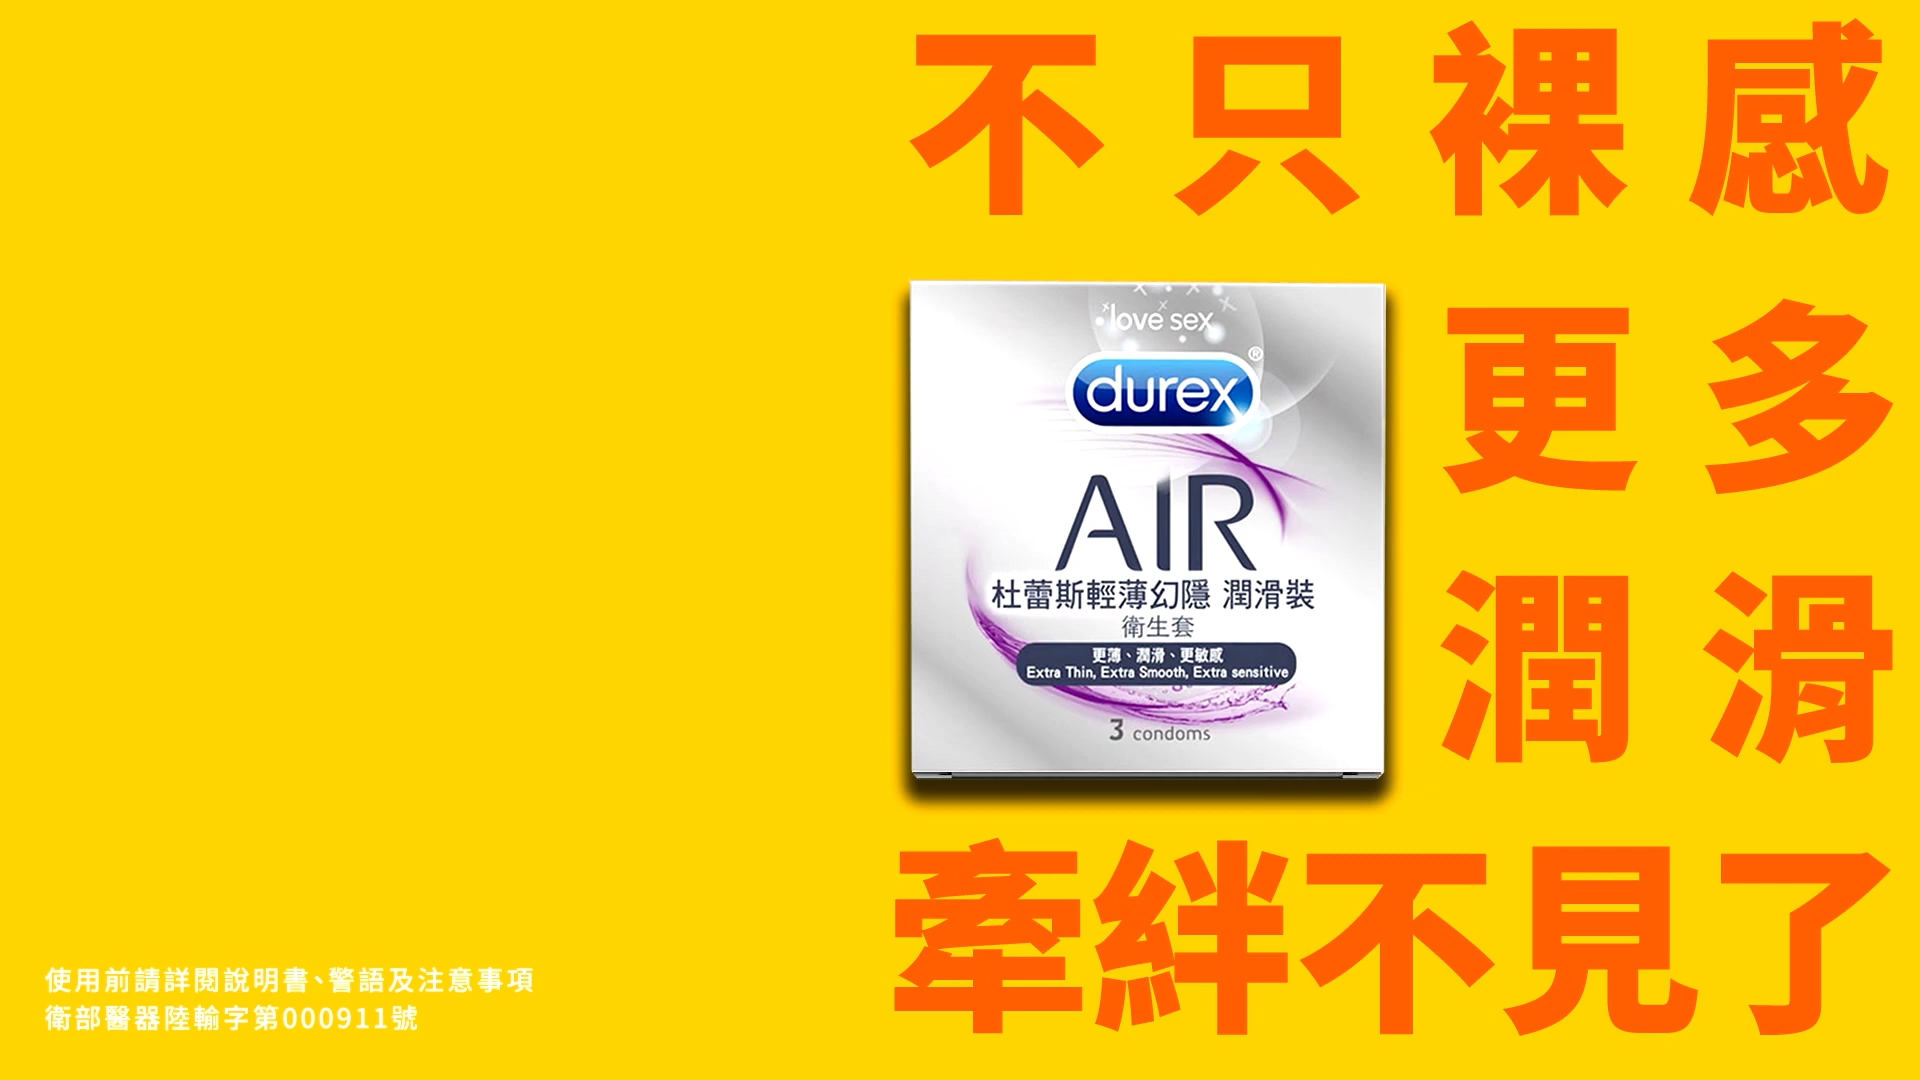 不只裸感
更多
潤滑
牽絆不見了
love sex
durex®
AIR
杜蕾斯輕薄幻隱 潤滑裝
衛生套
更薄、潤滑、更敏感
Extra Thin, Extra Smooth, Extra sensitive
3 condoms
使用前請詳閱說明書、警語及注意事項
衛部醫器陸輸字第000911號